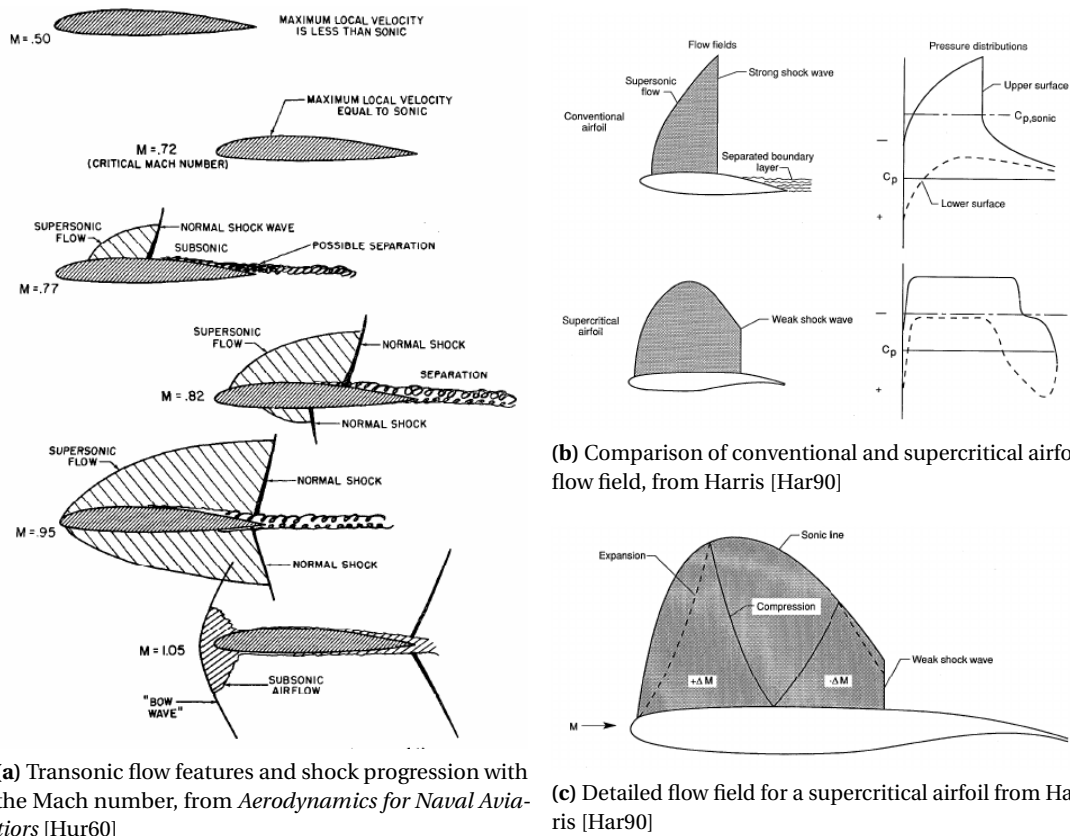 MAXIMUM LOCAL VELOCITY
IS LESS THAN SONIC
M = .50
MAXIMUM LOCAL VELOCITY
EQUAL TO SONIC
M = .72
(CRITICAL MACH NUMBER)
SUPERSONIC
FLOW
NORMAL SHOCK WAVE
SUBSONIC
POSSIBLE SEPARATION
M = .77
SUPERSONIC
FLOW
NORMAL SHOCK
SEPARATION
M = .82
NORMAL SHOCK
SUPERSONIC
FLOW
NORMAL SHOCK
M = .95
NORMAL SHOCK
M = 1.05
SUBSONIC
AIRFLOW
"BOW
WAVE"
(a) Transonic flow features and shock progression with
the Mach number, from Aerodynamics for Naval Avia-
tiors [Hur60]
Flow fields
Pressure distributions
Supersonic
flow
Strong shock wave
Upper surface
Conventional
airfoil
Cp,sonic
Separated boundary
layer
−
Cp
Lower surface
+
Supercritical
airfoil
Weak shock wave
−
Cp
+
(b) Comparison of conventional and supercritical airfo
flow field, from Harris [Har90]
Sonic line
Expansion
Compression
Weak shock wave
+ΔM
-ΔM
M
(c) Detailed flow field for a supercritical airfoil from Ha
ris [Har90]